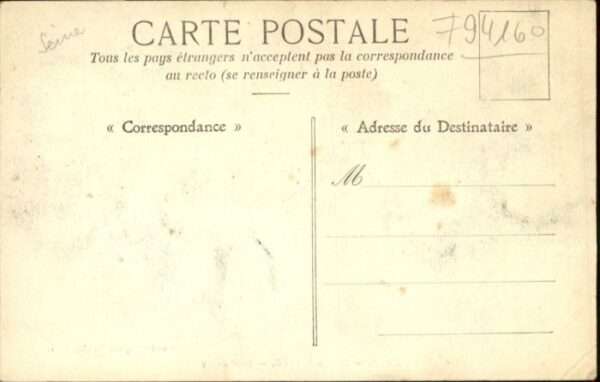 Seine
CARTE POSTALE
794160
Tous les pays étrangers n'acceptent pas la correspondance
au recto (se renseigner à la poste)
« Correspondance »
« Adresse du Destinataire »
M